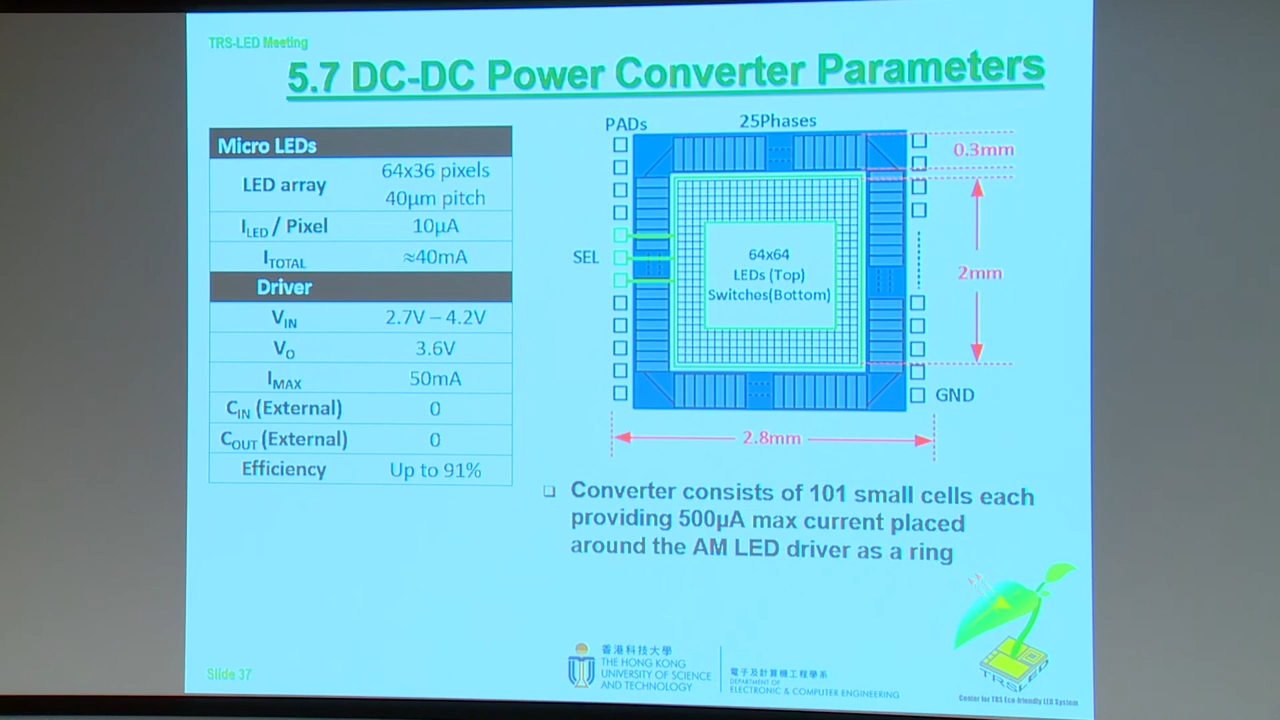 TRS-LED Meeting
5.7 DC-DC Power Converter Parameters
Micro LEDs
LED array 64x36 pixels
40µm pitch
ILED / Pixel 10µA
ITOTAL ≈40mA
Driver
VIN 2.7V – 4.2V
VO 3.6V
IMAX 50mA
CIN (External) 0
COUT (External) 0
Efficiency Up to 91%
PADs
25Phases
0.3mm
SEL
64x64
LEDs (Top)
Switches(Bottom)
2mm
GND
2.8mm
❑ Converter consists of 101 small cells each
providing 500µA max current placed
around the AM LED driver as a ring
Slide 37
香港科技大學
THE HONG KONG
UNIVERSITY OF SCIENCE
AND TECHNOLOGY
電子及計算機工程學系
DEPARTMENT OF
ELECTRONIC & COMPUTER ENGINEERING
TRS-LED
Center for TRS Eco-friendly LED System